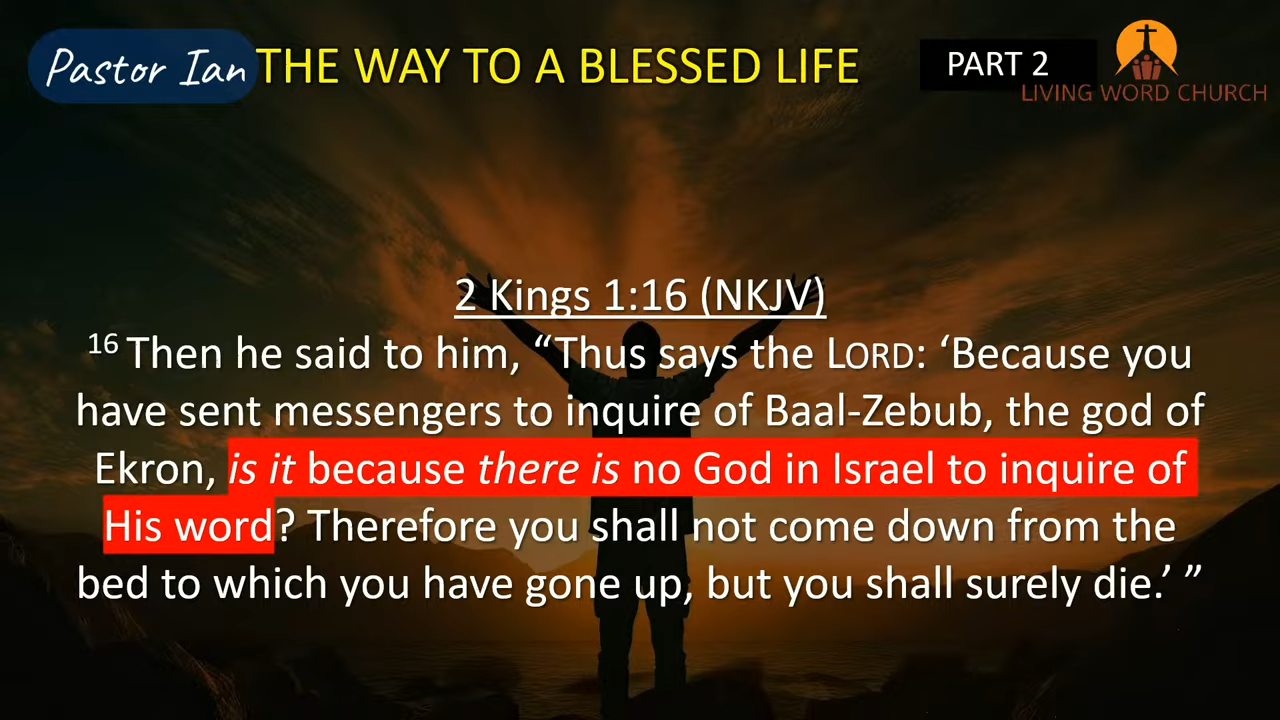 Pastor Ian THE WAY TO A BLESSED LIFE PART 2
LIVING WORD CHURCH
2 Kings 1:16 (NKJV)
16 Then he said to him, “Thus says the LORD: ‘Because you
have sent messengers to inquire of Baal-Zebub, the god of
Ekron, is it because there is no God in Israel to inquire of
His word? Therefore you shall not come down from the
bed to which you have gone up, but you shall surely die.’ ”